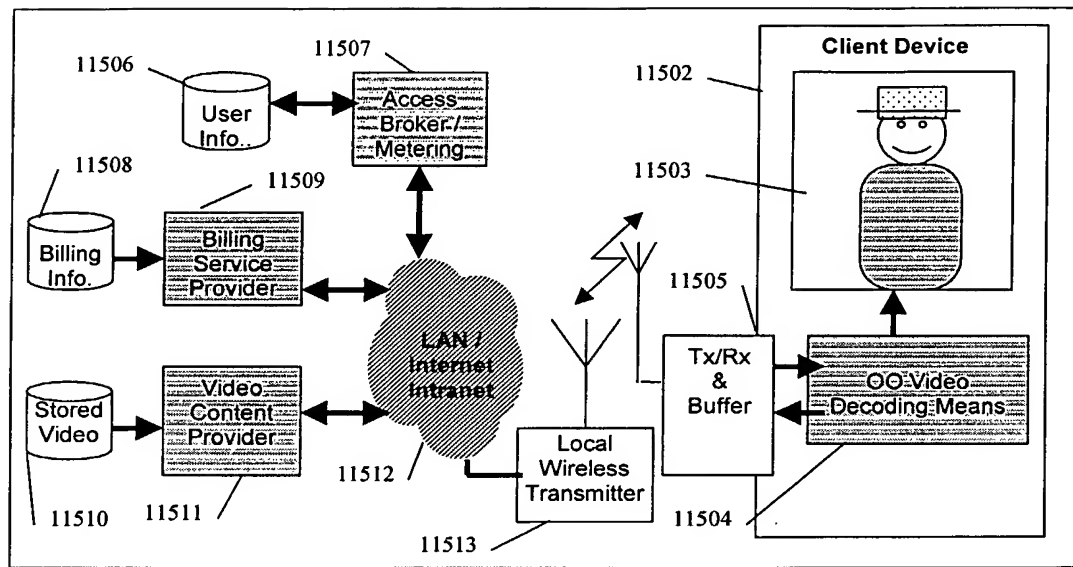 11507
Client Device
11506
11502
User
Info..
Access
Broker /
Metering
11508
11509
11503
Billing
Info.
Billing
Service
Provider
11505
LAN /
Internet
Intranet
Tx/Rx
&
Buffer
OO Video
Decoding Means
Stored
Video
Video
Content
Provider
Local
Wireless
Transmitter
11512
11510
11511
11513
11504